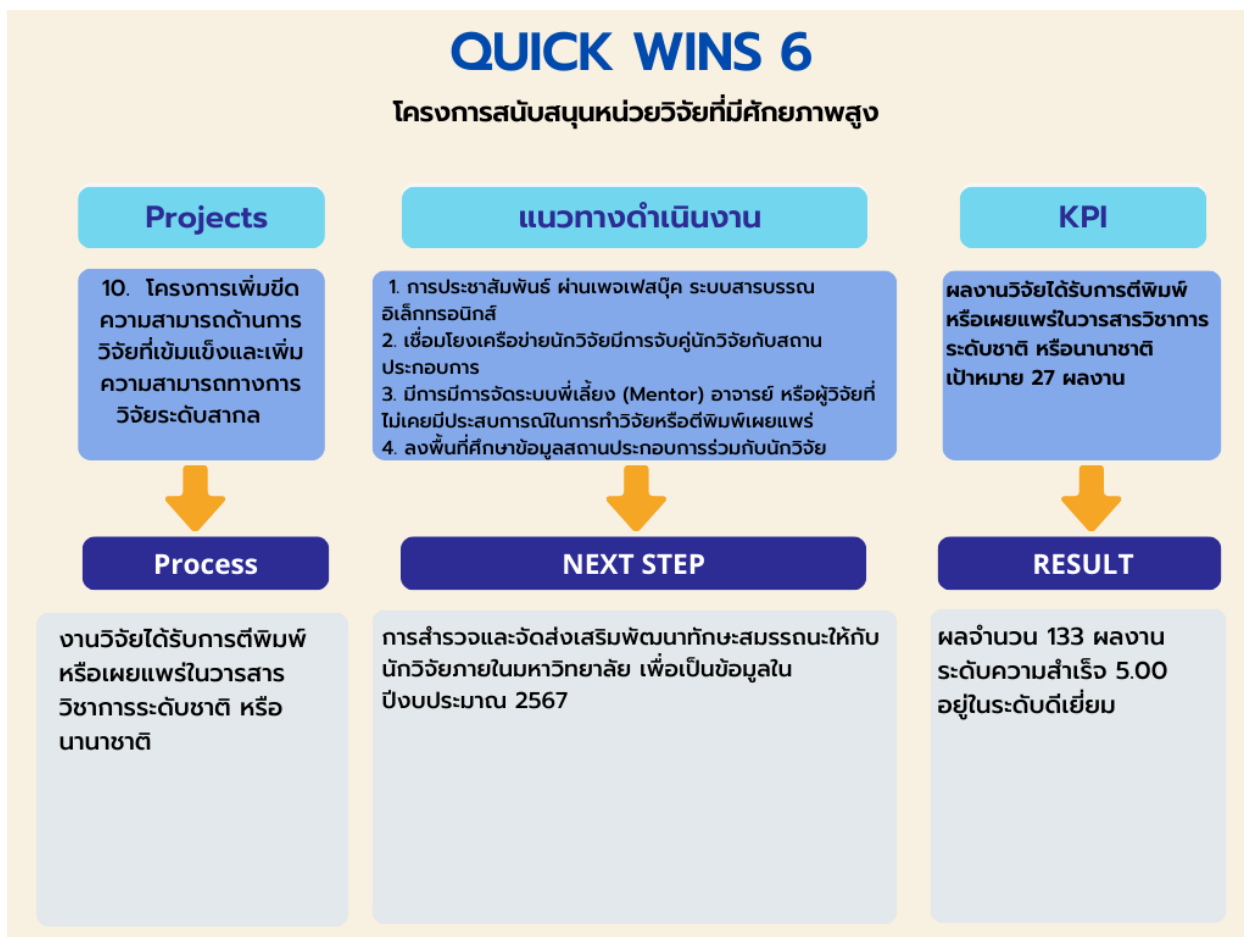 QUICK WINS 6
โครงการสนับสนุนหน่วยวิจัยที่มีศักยภาพสูง
Projects
10. โครงการเพิ่มขีด
ความสามารถด้านการ
วิจัยที่เข้มแข็งและเพิ่ม
ความสามารถทางการ
วิจัยระดับสากล
แนวทางดำเนินงาน
1. การประชาสัมพันธ์ ผ่านเพจเฟสบุ๊ค ระบบสารบรรณ
อิเล็กทรอนิกส์
2. เชื่อมโยงเครือข่ายนักวิจัยมีการจับคู่นักวิจัยกับสถาน
ประกอบการ
3. มีการมีการจัดระบบพี่เลี้ยง (Mentor) อาจารย์ หรือผู้วิจัยที่
ไม่เคยมีประสบการณ์ในการทำวิจัยหรือตีพิมพ์เผยแพร่
4. ลงพื้นที่ศึกษาข้อมูลสถานประกอบการร่วมกับนักวิจัย
KPI
ผลงานวิจัยได้รับการตีพิมพ์
หรือเผยแพร่ในวารสารวิชาการ
ระดับชาติ หรือนานาชาติ
เป้าหมาย 27 ผลงาน
Process
งานวิจัยได้รับการตีพิมพ์
หรือเผยแพร่ในวารสาร
วิชาการระดับชาติ หรือ
นานาชาติ
NEXT STEP
การสำรวจและจัดส่งเสริมพัฒนาทักษะสมรรถนะให้กับ
นักวิจัยภายในมหาวิทยาลัย เพื่อเป็นข้อมูลใน
ปีงบประมาณ 2567
RESULT
ผลจำนวน 133 ผลงาน
ระดับความสำเร็จ 5.00
อยู่ในระดับดีเยี่ยม